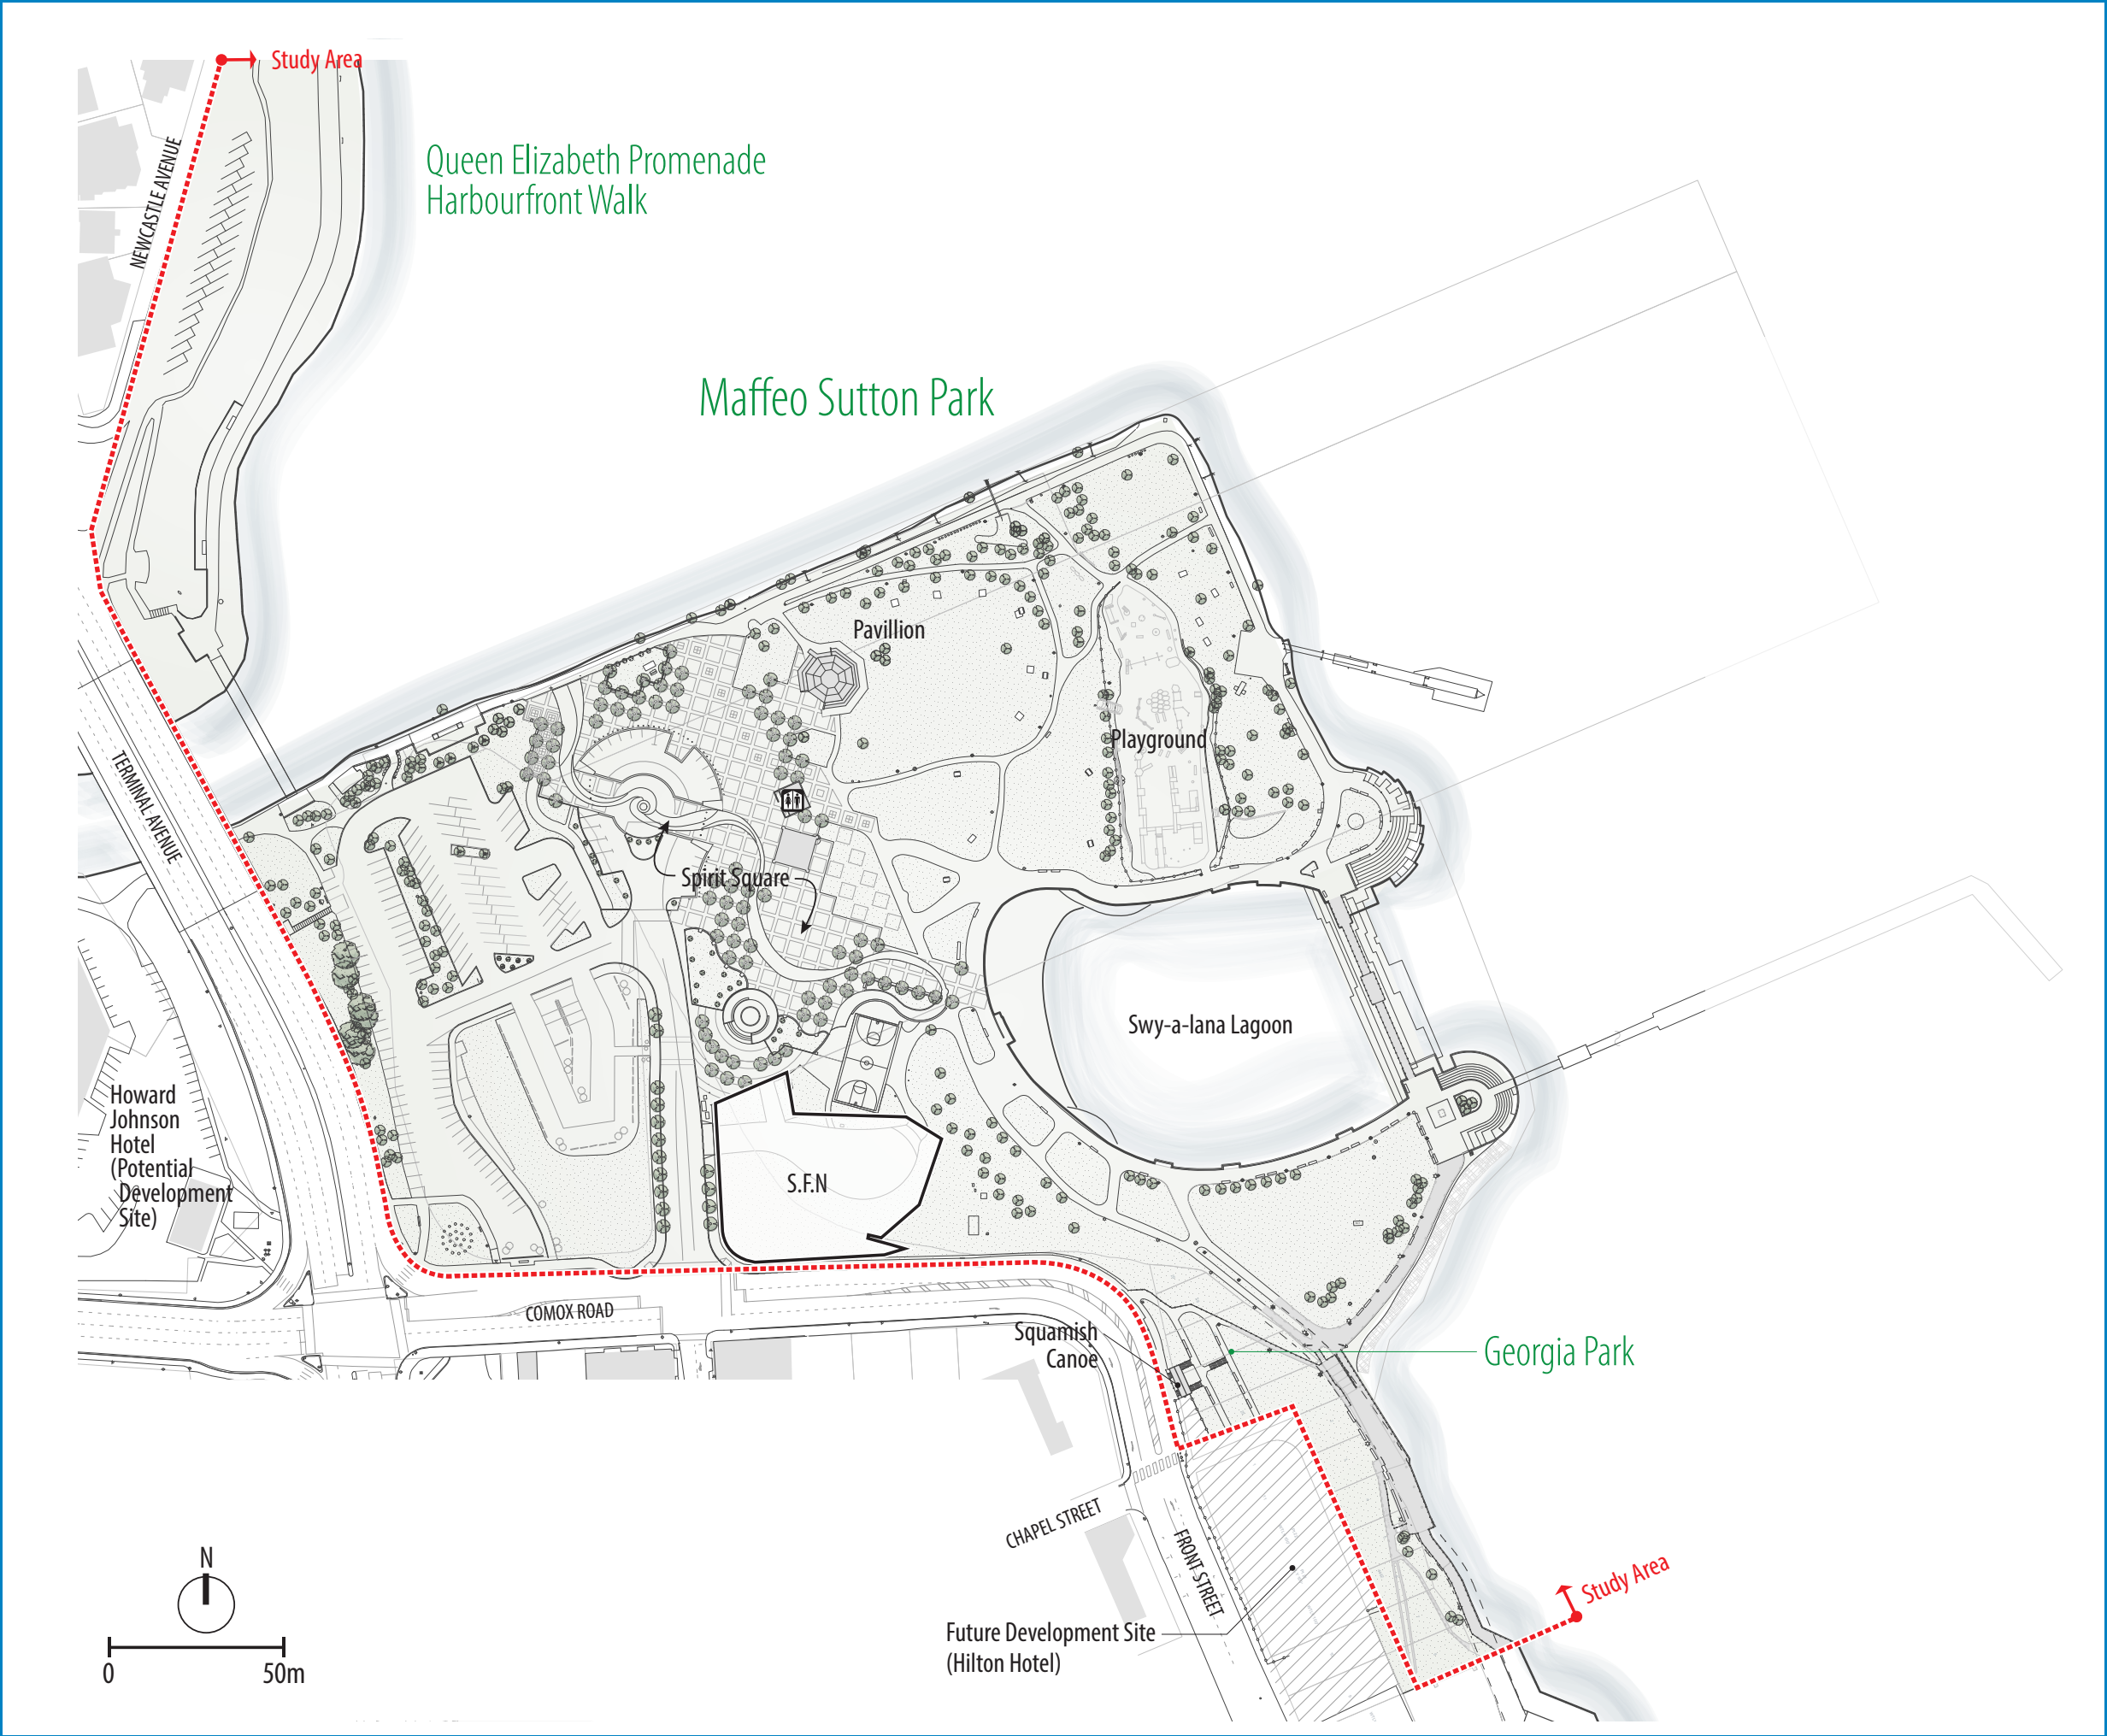 Study Area
NEWCASTLE AVENUE
Queen Elizabeth Promenade
Harbourfront Walk
Maffeo Sutton Park
Pavillion
Playground
TERMINAL AVENUE
Spirit Square
Swy-a-lana Lagoon
Howard
Johnson
Hotel
(Potential
Development
Site)
S.F.N
COMOX ROAD
Squamish
Canoe
Georgia Park
CHAPEL STREET
FRONT STREET
Study Area
Future Development Site
(Hilton Hotel)
N
0 50m